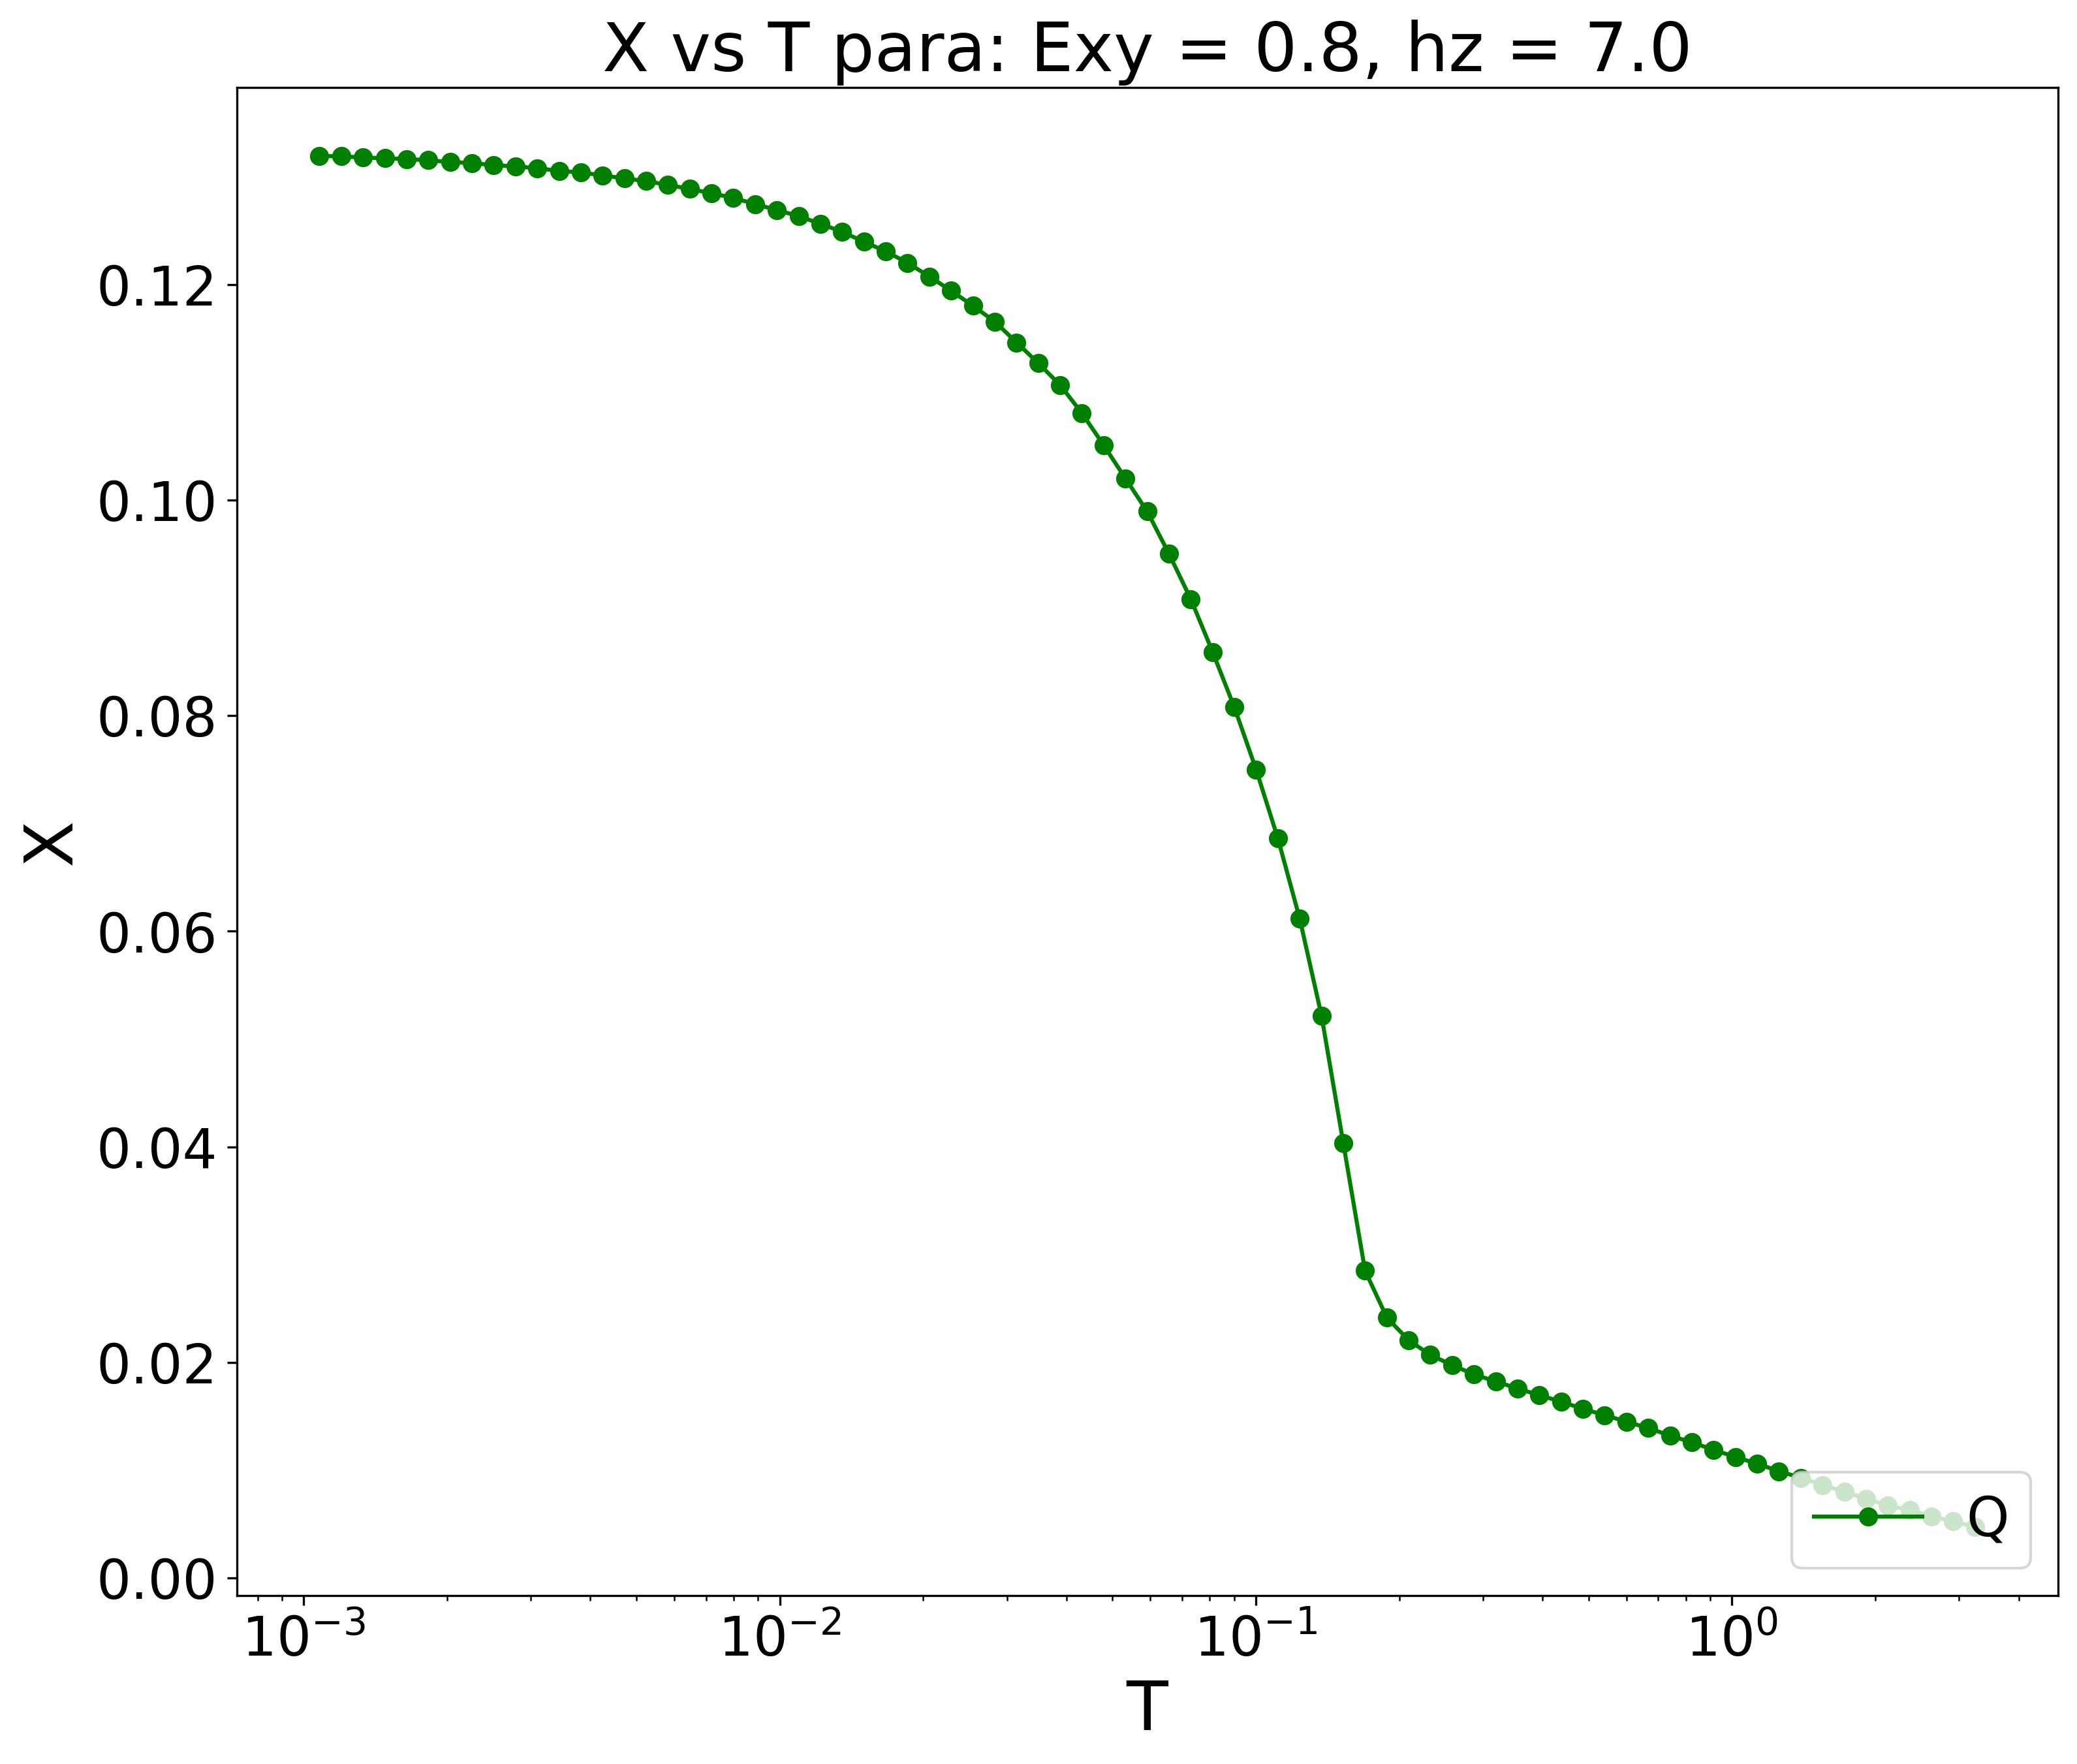 X vs T para: Exy = 0.8, hz = 7.0
0.12
0.10
0.08
0.06
0.04
0.02
0.00
X
10⁻³ 10⁻² 10⁻¹ 10⁰
T
Q